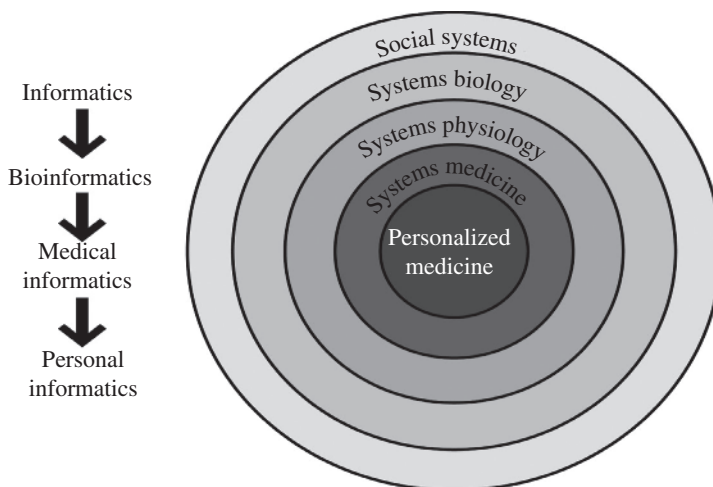 Informatics
Bioinformatics
Medical
informatics
Personal
informatics
Social systems
Systems biology
Systems physiology
Systems medicine
Personalized
medicine